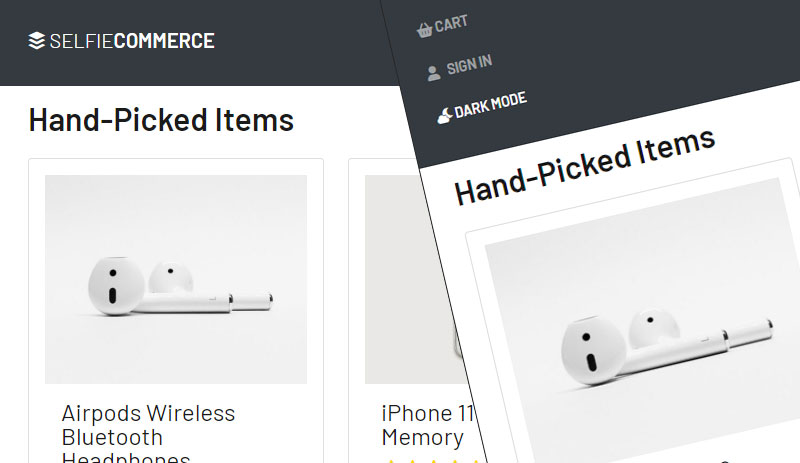 SELFIECOMMERCE
Hand-Picked Items
Airpods Wireless
Bluetooth
Headphones
iPhone 11
Memory
CART
SIGN IN
DARK MODE
Hand-Picked Items